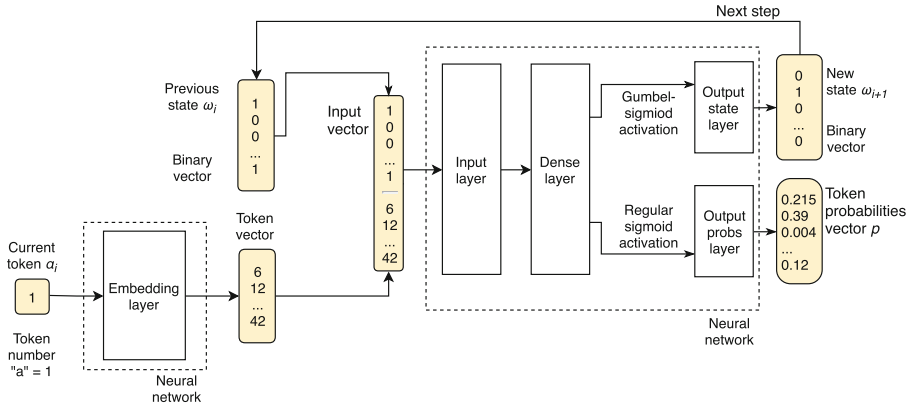 Next step
Previous
state ωi
1
0
0
...
1
Binary
vector
Input
vector
1
0
0
...
1
6
12
...
42
Input
layer
Dense
layer
Gumbel-
sigmiod
activation
Output
state
layer
0
1
0
...
0
New
state ωi+1
Binary
vector
Regular
sigmoid
activation
Output
probs
layer
0.215
0.39
0.004
...
0.12
Token
probabilities
vector p
Neural
network
Current
token ai
1
Token
number
"a" = 1
Embedding
layer
Neural
network
Token
vector
6
12
...
42